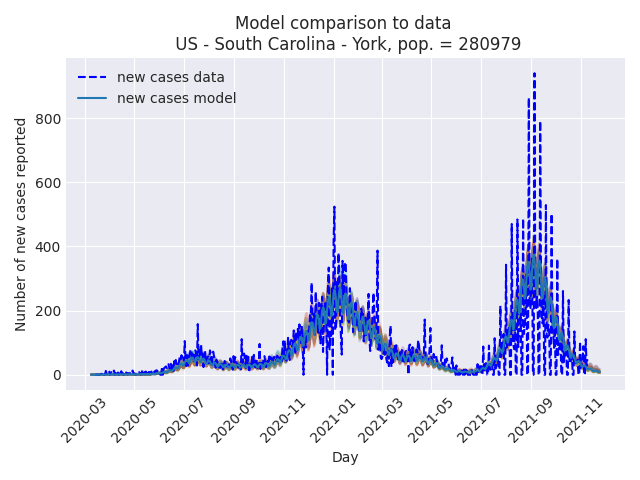 Model comparison to data
US - South Carolina - York, pop. = 280979
new cases data
new cases model
Number of new cases reported
800
600
400
200
0
2020-03
2020-05
2020-07
2020-09
2020-11
2021-01
2021-03
2021-05
2021-07
2021-09
2021-11
Day